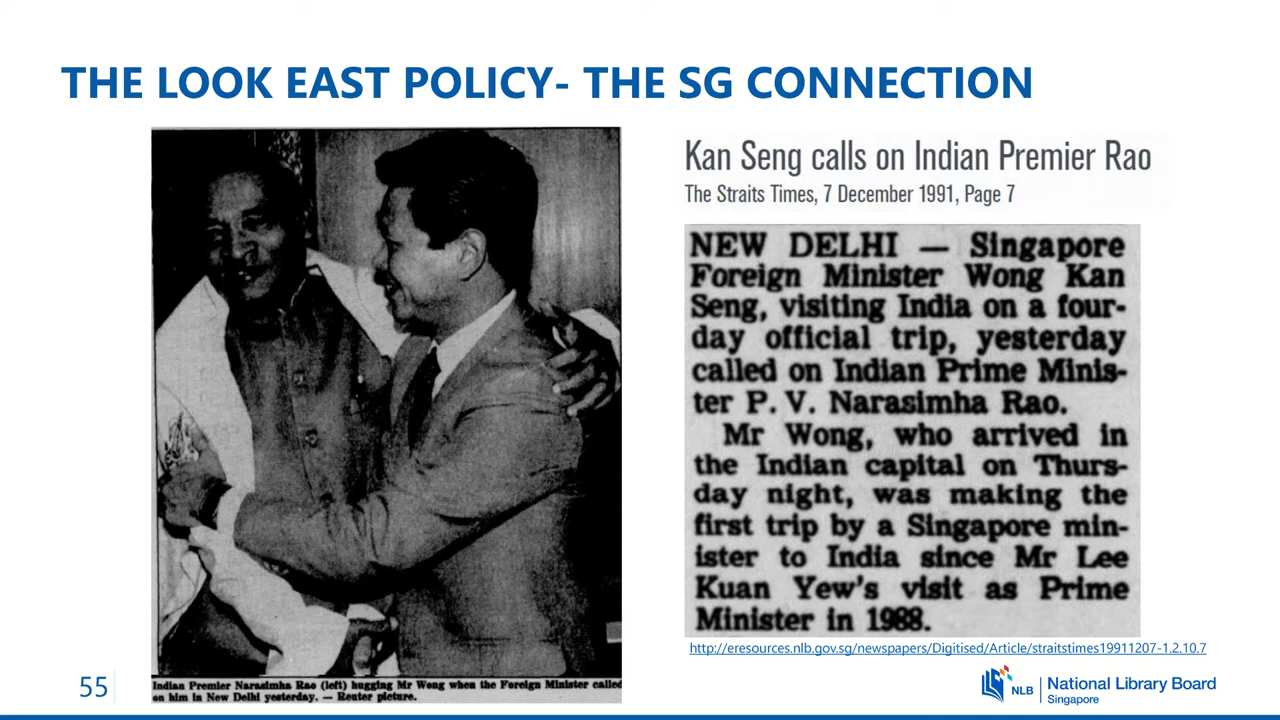 THE LOOK EAST POLICY- THE SG CONNECTION
Kan Seng calls on Indian Premier Rao
The Straits Times, 7 December 1991, Page 7
NEW DELHI — Singapore
Foreign Minister Wong Kan
Seng, visiting India on a four-
day official trip, yesterday
called on Indian Prime Minis-
ter P. V. Narasimha Rao.
Mr Wong, who arrived in
the Indian capital on Thurs-
day night, was making the
first trip by a Singapore min-
ister to India since Mr Lee
Kuan Yew's visit as Prime
Minister in 1988.
http://eresources.nlb.gov.sg/newspapers/Digitised/Article/straitstimes19911207-1.2.10.7
Indian Premier Narasimha Rao (left) hugging Mr Wong when the Foreign Minister called
on him in New Delhi yesterday. — Reuter picture.
55
NLB
National Library Board
Singapore